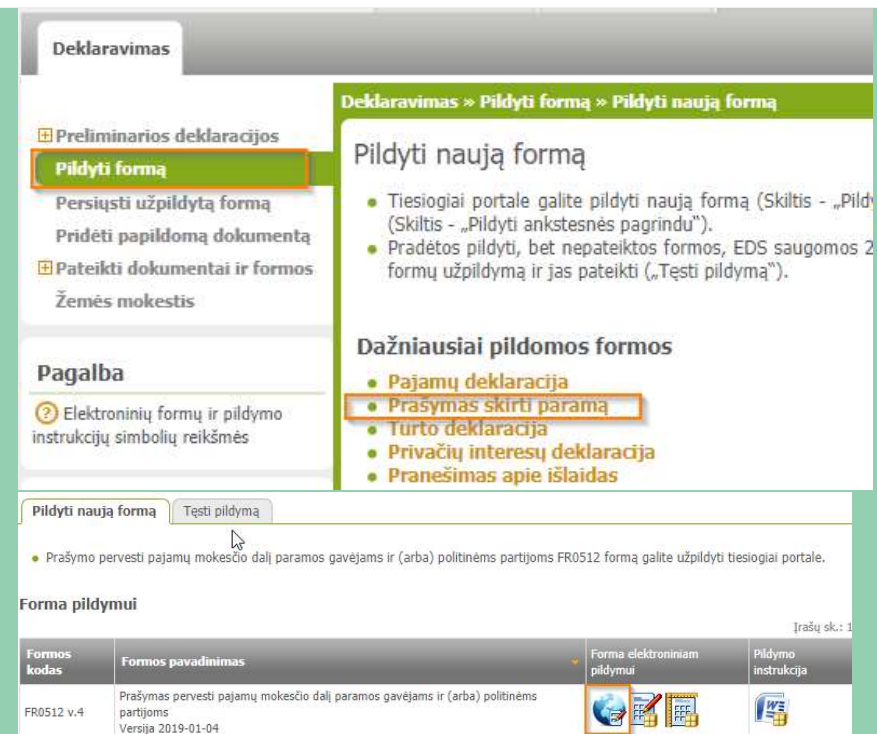 Deklaravimas
Deklaravimas » Pildyti formą » Pildyti naują formą
Preliminarios deklaracijos
Pildyti formą
Persiųsti užpildytą formą
Pridėti papildomą dokumentą
Pateikti dokumentai ir formos
Žemės mokestis
Pagalba
Elektroninių formų ir pildymo
instrukcijų simbolių reikšmės
Pildyti naują formą
Tiesiogiai portale galite pildyti naują formą (Skiltis - „Pildy
(Skiltis - „Pildyti ankstesnės pagrindu").
Pradėtos pildyti, bet nepateiktos formos, EDS saugomos 2
formų užpildymą ir jas pateikti („Tęsti pildymą").
Dažniausiai pildomos formos
Pajamų deklaracija
Prašymas skirti paramą
Turto deklaracija
Privačių interesų deklaracija
Pranešimas apie išlaidas
Pildyti naują formą Tęsti pildymą
Prašymo pervesti pajamų mokesčio dalį paramos gavėjams ir (arba) politinėms partijoms FR0512 formą galite užpildyti tiesiogiai portale.
Forma pildymui
Įrašų sk.: 1
Formos kodas Formos pavadinimas Forma elektroniniam pildymui Pildymo instrukcija
FR0512 v.4
Prašymas pervesti pajamų mokesčio dalį paramos gavėjams ir (arba) politinėms
partijoms
Versija 2019-01-04